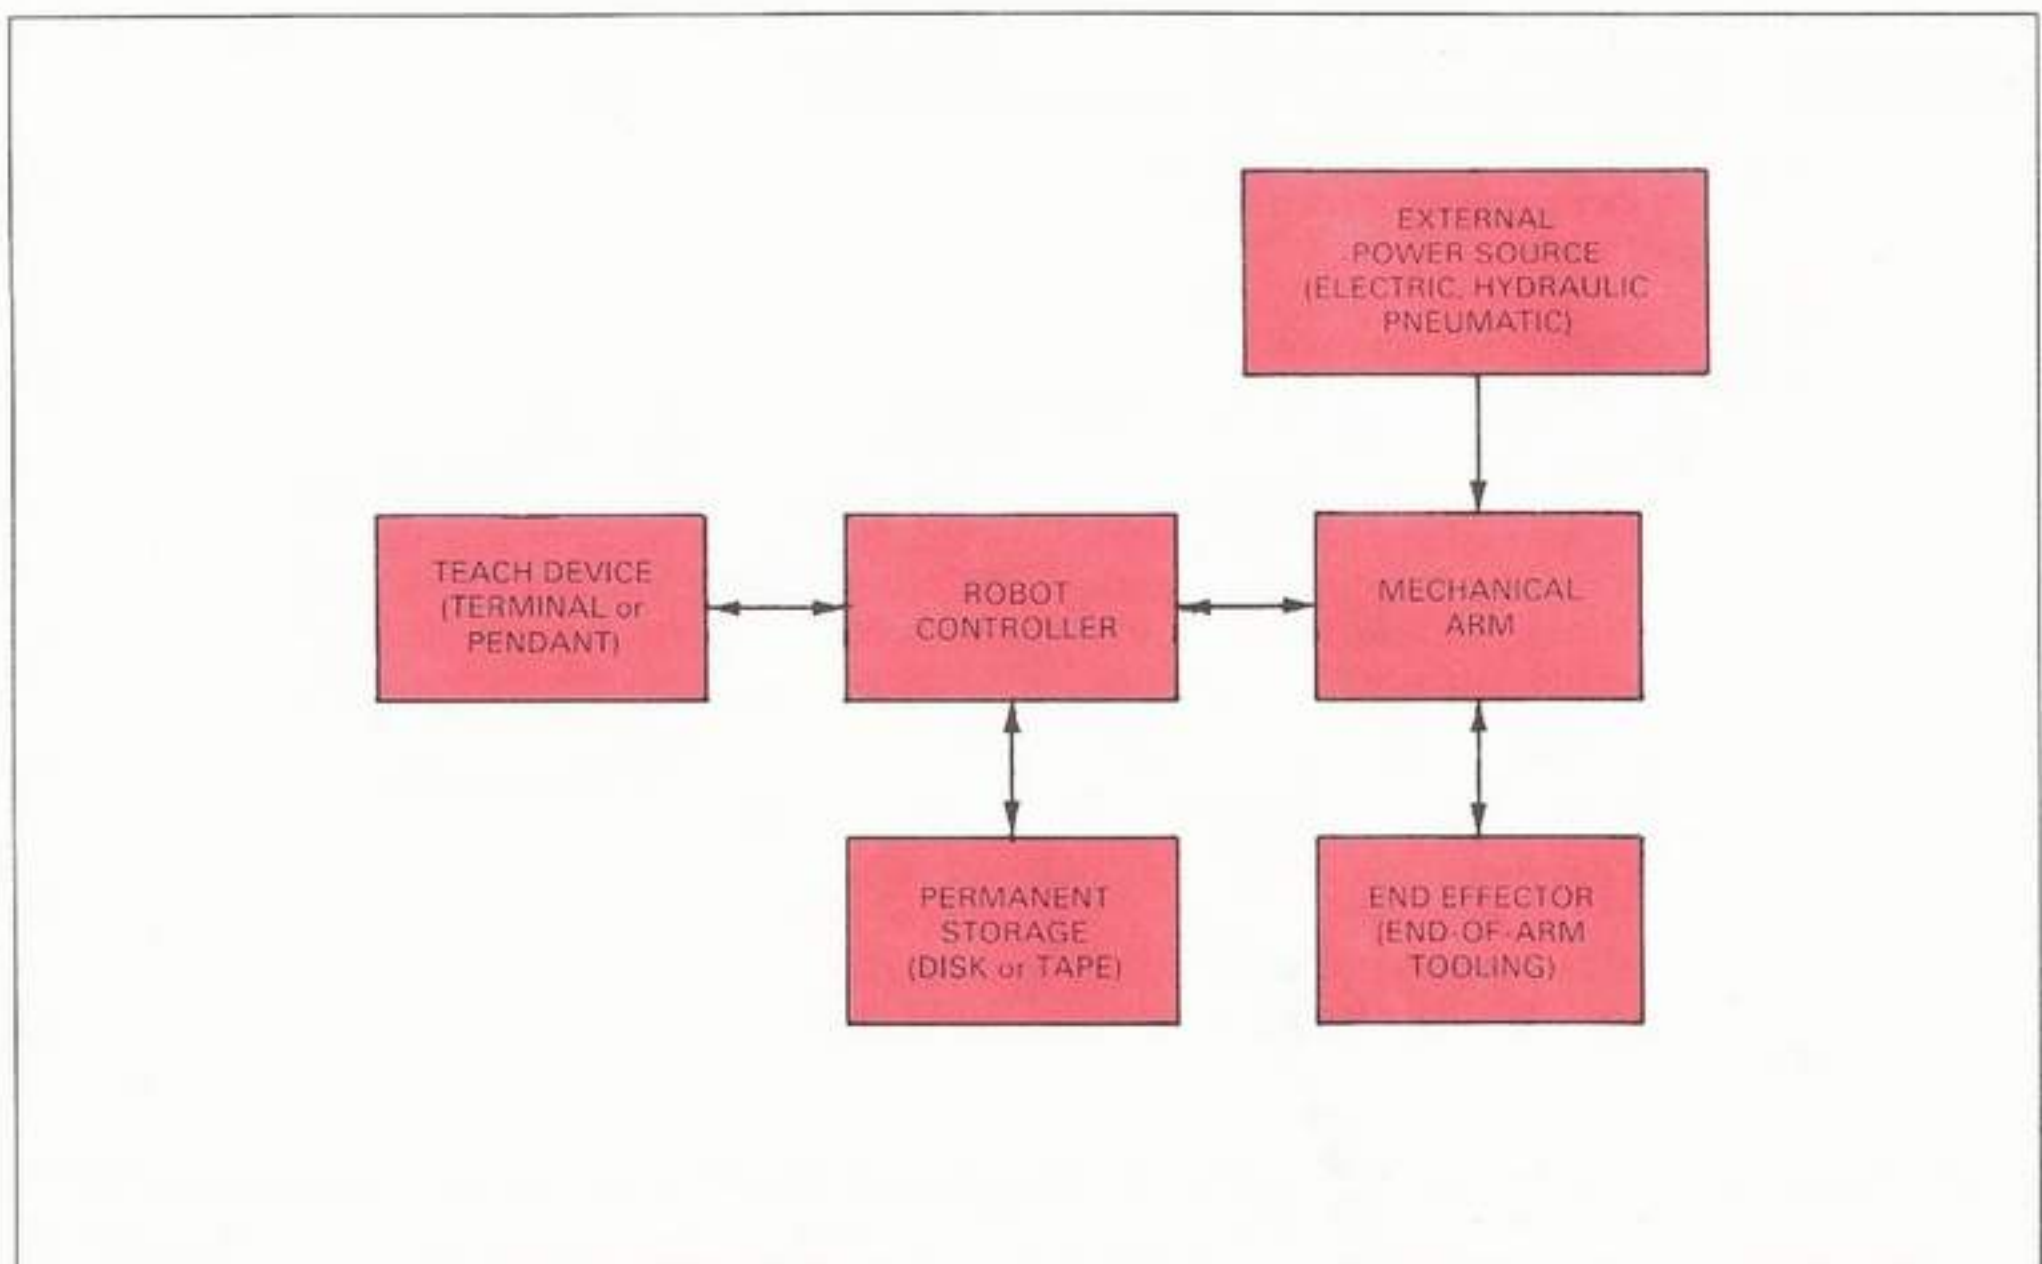 EXTERNAL
POWER SOURCE
(ELECTRIC, HYDRAULIC
PNEUMATIC)
TEACH DEVICE
(TERMINAL or
PENDANT)
ROBOT
CONTROLLER
MECHANICAL
ARM
PERMANENT
STORAGE
(DISK or TAPE)
END EFFECTOR
(END-OF-ARM
TOOLING)